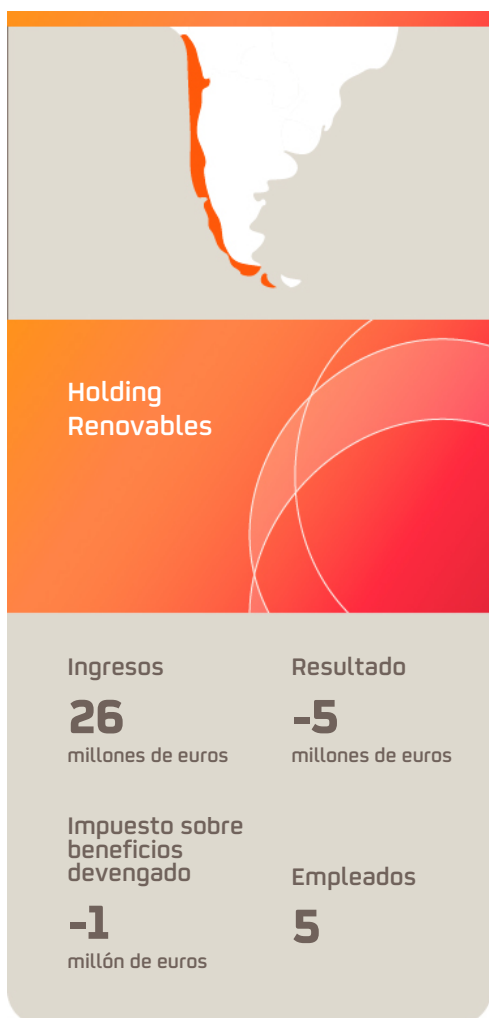 Holding
Renovables
Ingresos
26
millones de euros
Resultado
-5
millones de euros
Impuesto sobre
beneficios
devengado
-1
millón de euros
Empleados
5